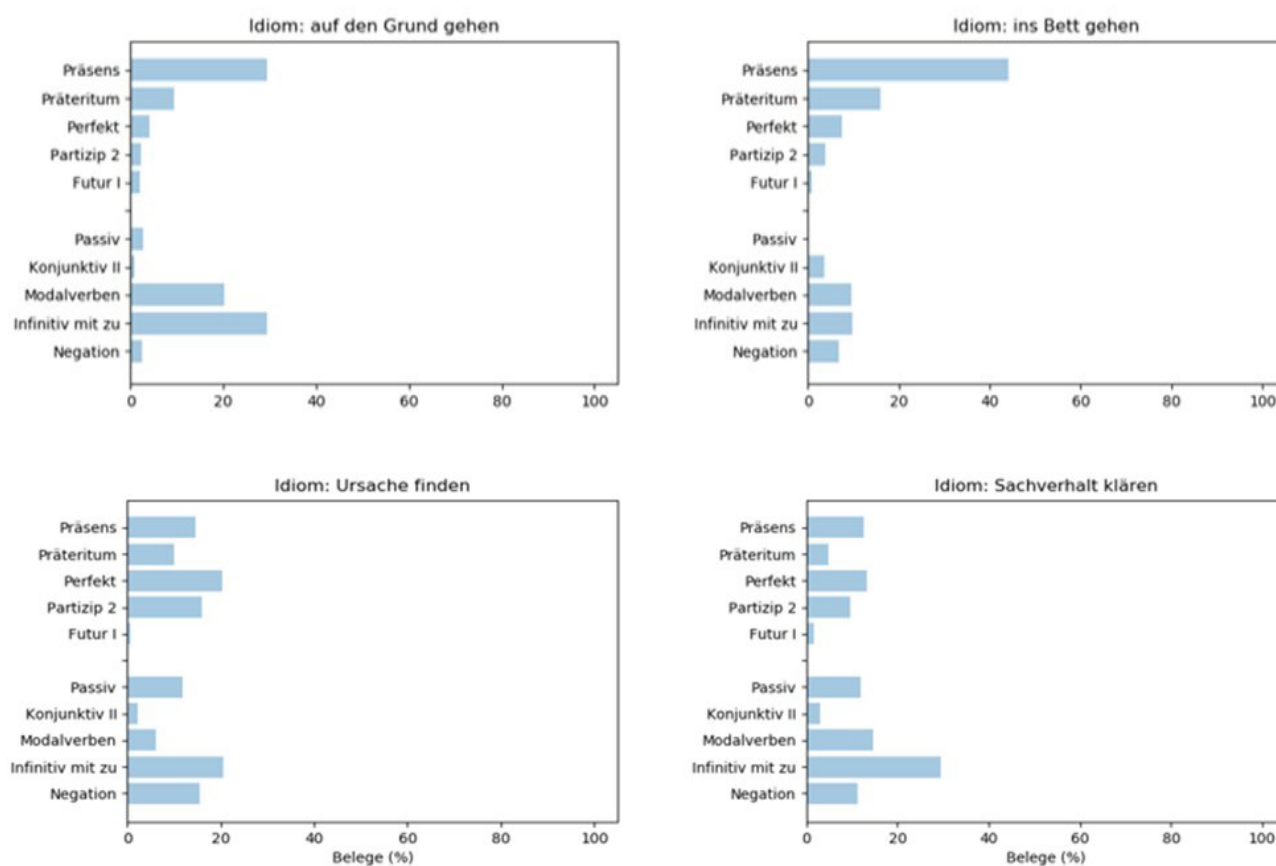 Idiom: auf den Grund gehen
Präsens
Präteritum
Perfekt
Partizip 2
Futur I
Passiv
Konjunktiv II
Modalverben
Infinitiv mit zu
Negation
0 20 40 60 80 100
Idiom: ins Bett gehen
Präsens
Präteritum
Perfekt
Partizip 2
Futur I
Passiv
Konjunktiv II
Modalverben
Infinitiv mit zu
Negation
0 20 40 60 80 100
Idiom: Ursache finden
Präsens
Präteritum
Perfekt
Partizip 2
Futur I
Passiv
Konjunktiv II
Modalverben
Infinitiv mit zu
Negation
0 20 40 60 80 100
Belege (%)
Idiom: Sachverhalt klären
Präsens
Präteritum
Perfekt
Partizip 2
Futur I
Passiv
Konjunktiv II
Modalverben
Infinitiv mit zu
Negation
0 20 40 60 80 100
Belege (%)